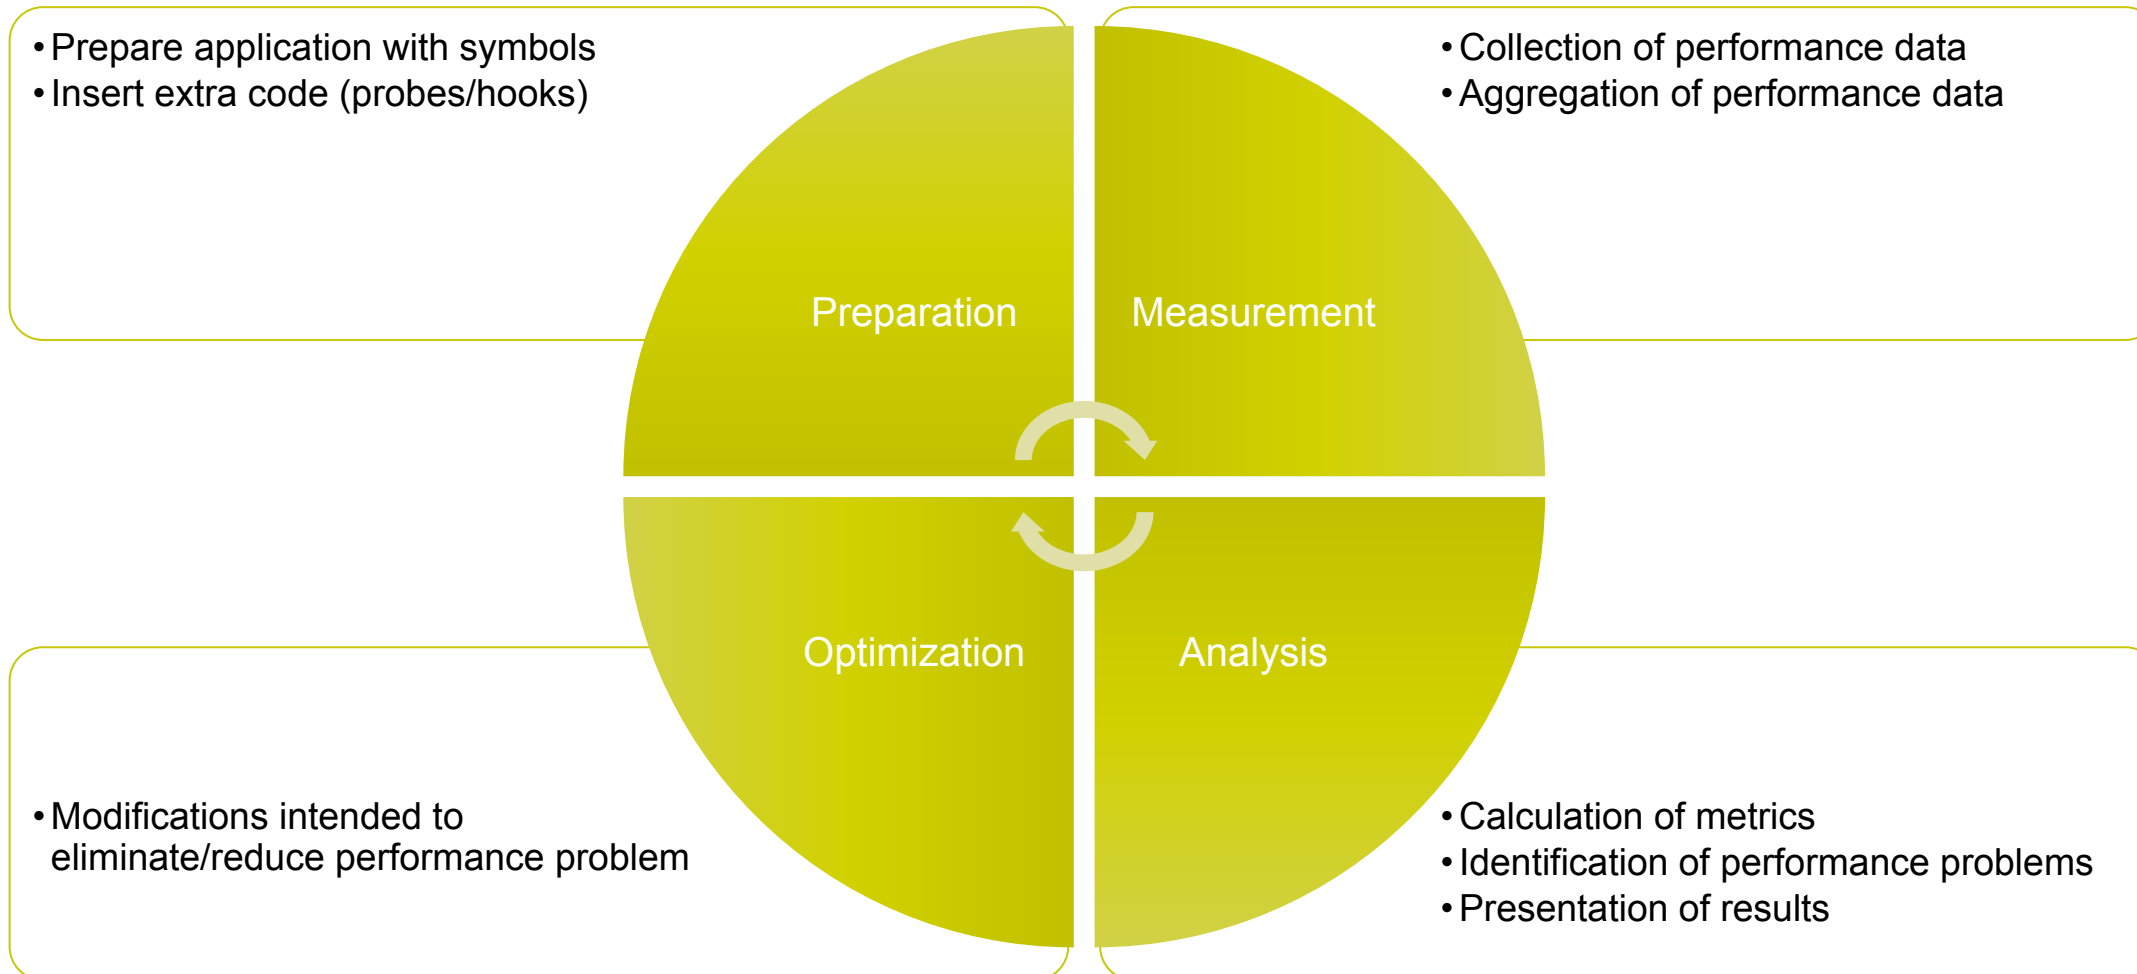 • Prepare application with symbols
• Insert extra code (probes/hooks)
• Collection of performance data
• Aggregation of performance data
Preparation
Measurement
Optimization
Analysis
• Modifications intended to
eliminate/reduce performance problem
• Calculation of metrics
• Identification of performance problems
• Presentation of results